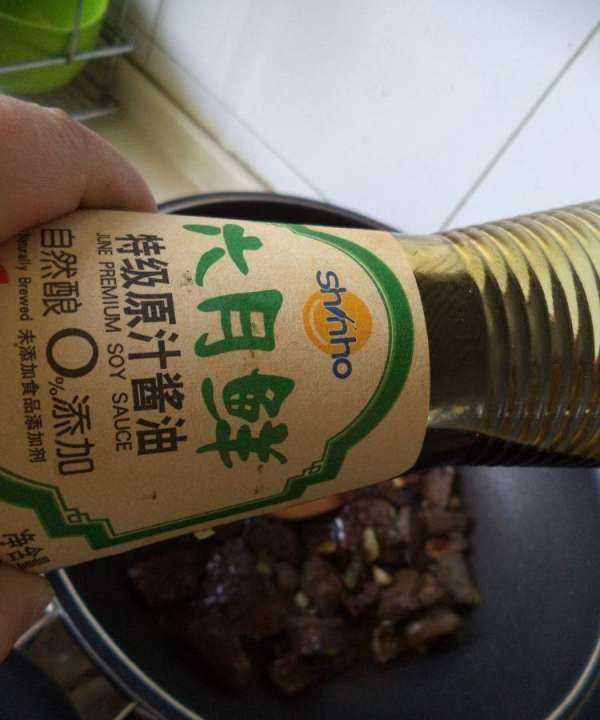 shinho
六月鲜
特级原汁酱油
JUNE PREMIUM SOY SAUCE
自然酿 0%添加
Naturally Brewed 未添加食品添加剂